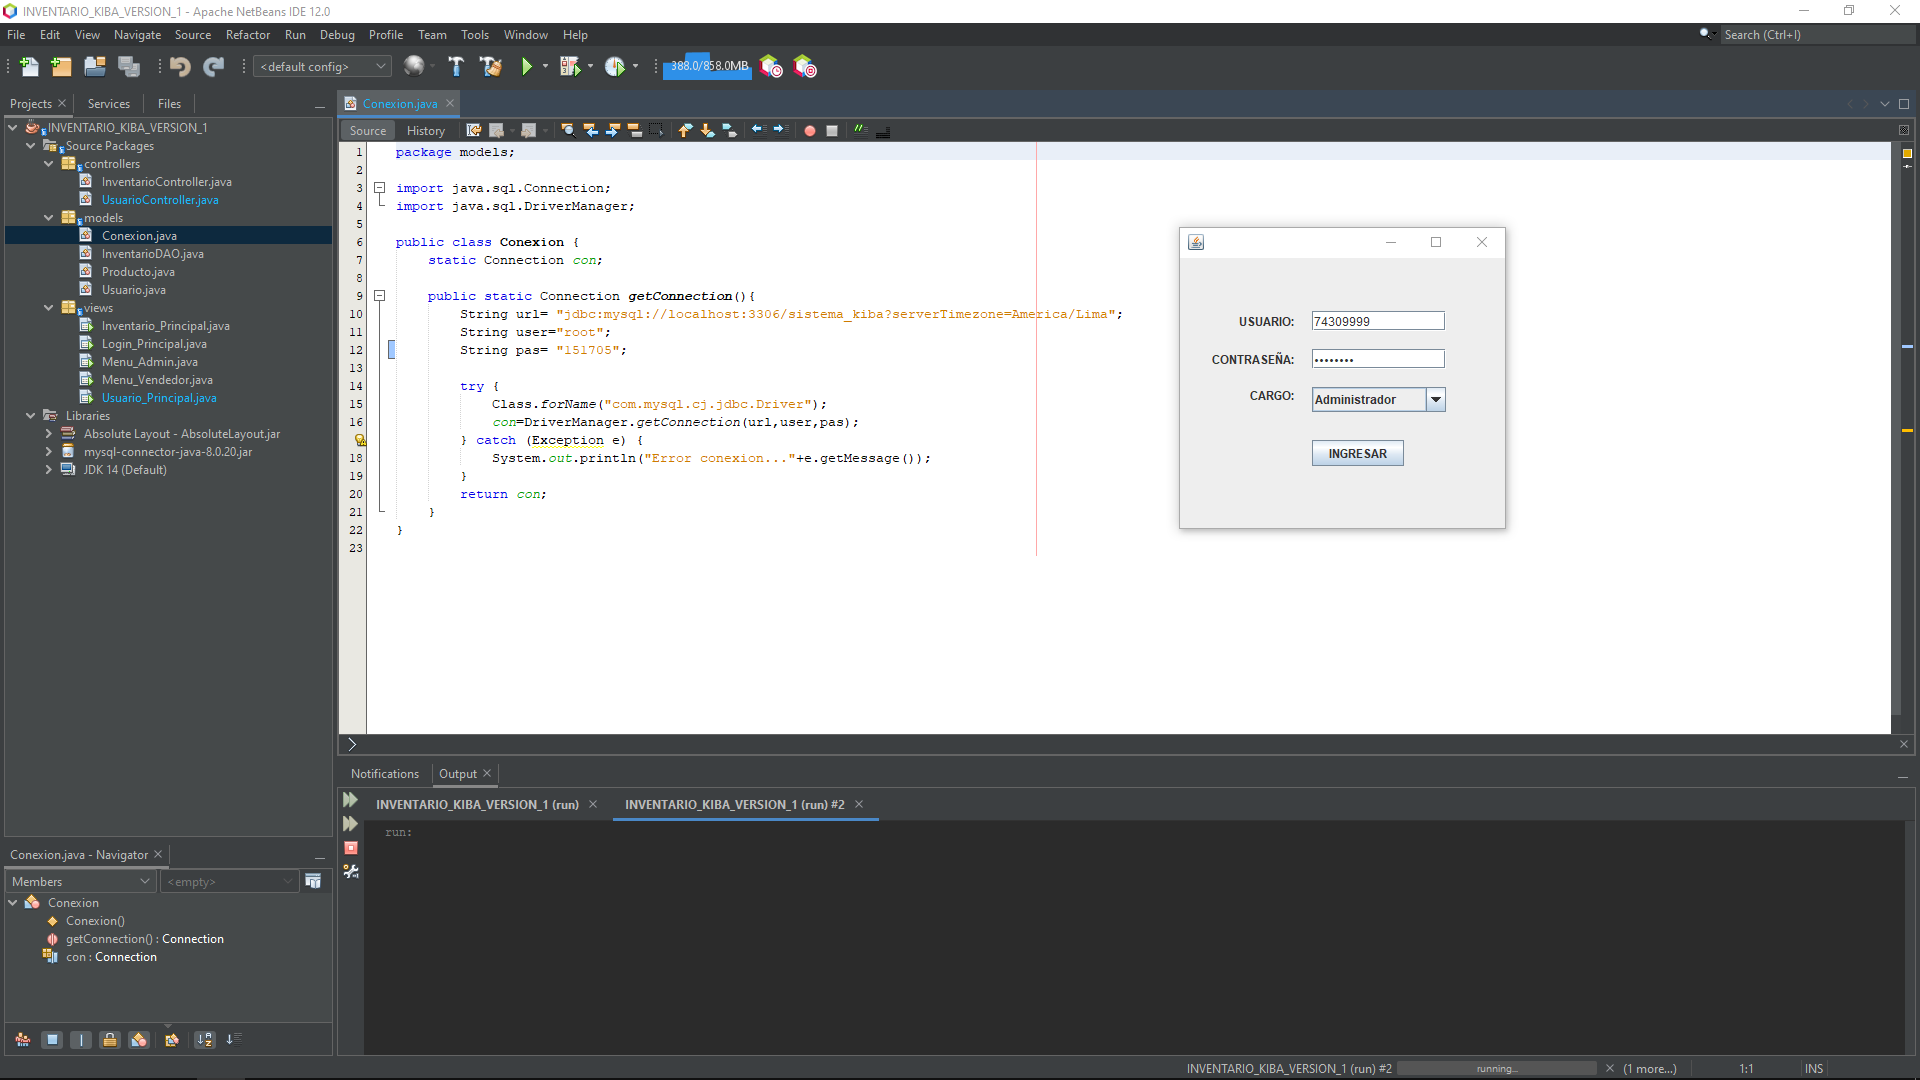 INVENTARIO_KIBA_VERSION_1 - Apache NetBeans IDE 12.0
File Edit View Navigate Source Refactor Run Debug Profile Team Tools Window Help
Search (Ctrl+I)
<default config>
388.0/858.0MB
Projects Services Files
INVENTARIO_KIBA_VERSION_1
Source Packages
controllers
InventarioController.java
UsuarioController.java
models
Conexion.java
InventarioDAO.java
Producto.java
Usuario.java
views
Inventario_Principal.java
Login_Principal.java
Menu_Admin.java
Menu_Vendedor.java
Usuario_Principal.java
Libraries
Absolute Layout - AbsoluteLayout.jar
mysql-connector-java-8.0.20.jar
JDK 14 (Default)
Conexion.java
Source History
1 package models;
2
3 import java.sql.Connection;
4 import java.sql.DriverManager;
5
6 public class Conexion {
7 static Connection con;
8
9 public static Connection getConnection(){
10 String url= "jdbc:mysql://localhost:3306/sistema_kiba?serverTimezone=America/Lima";
11 String user="root";
12 String pas= "151705";
13
14 try {
15 Class.forName("com.mysql.cj.jdbc.Driver");
16 con=DriverManager.getConnection(url,user,pas);
} catch (Exception e) {
18 System.out.println("Error conexion..."+e.getMessage());
19 }
20 return con;
21 }
22 }
23
USUARIO: 74309999
CONTRASEÑA: ••••••••
CARGO: Administrador
INGRESAR
Notifications Output
INVENTARIO_KIBA_VERSION_1 (run) INVENTARIO_KIBA_VERSION_1 (run) #2
run:
Conexion.java - Navigator
Members <empty>
Conexion
Conexion()
getConnection() : Connection
con : Connection
INVENTARIO_KIBA_VERSION_1 (run) #2 running... (1 more...) 1:1 INS